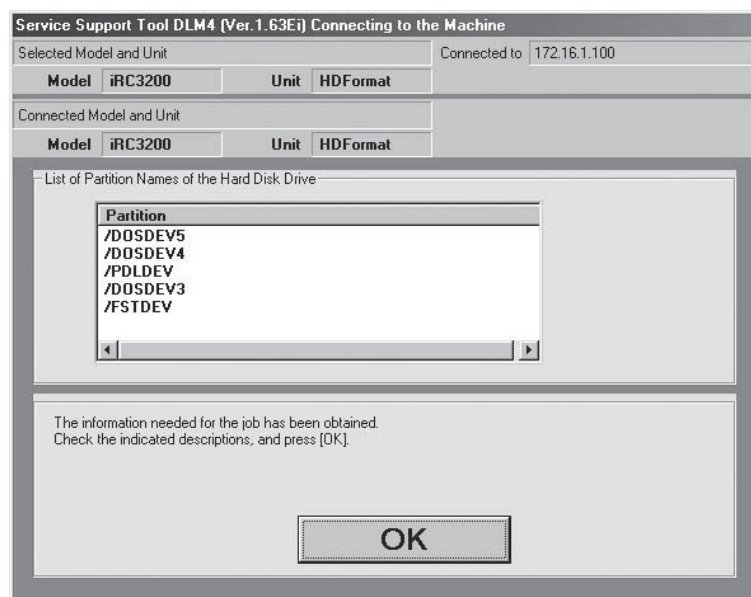 Service Support Tool DLM4 (Ver.1.63Ei) Connecting to the Machine
Selected Model and Unit
Connected to 172.16.1.100
Model iRC3200 Unit HDFormat
Connected Model and Unit
Model iRC3200 Unit HDFormat
List of Partition Names of the Hard Disk Drive
Partition
/DOSDEV5
/DOSDEV4
/PDLDEV
/DOSDEV3
/FSTDEV
The information needed for the job has been obtained.
Check the indicated descriptions, and press [OK].
OK